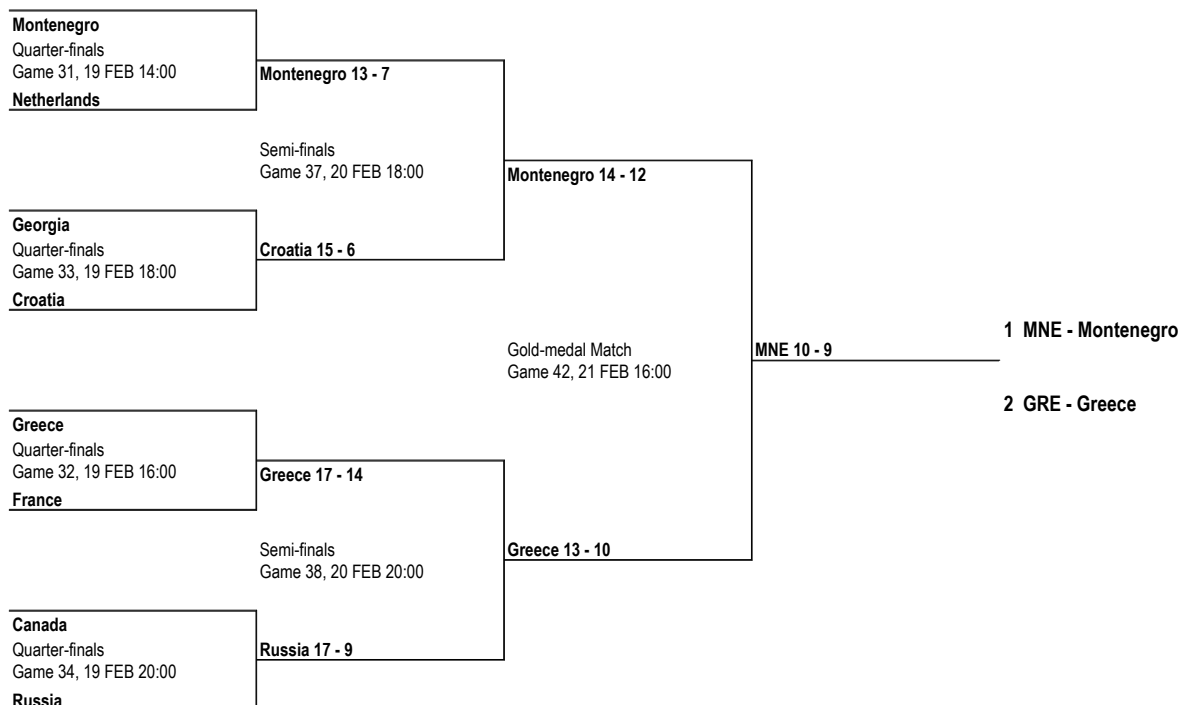 Montenegro
Quarter-finals
Game 31, 19 FEB 14:00
Netherlands
Montenegro 13 - 7
Semi-finals
Game 37, 20 FEB 18:00
Montenegro 14 - 12
Georgia
Quarter-finals
Game 33, 19 FEB 18:00
Croatia
Croatia 15 - 6
Gold-medal Match
Game 42, 21 FEB 16:00
MNE 10 - 9
1 MNE - Montenegro
2 GRE - Greece
Greece
Quarter-finals
Game 32, 19 FEB 16:00
France
Greece 17 - 14
Semi-finals
Game 38, 20 FEB 20:00
Greece 13 - 10
Canada
Quarter-finals
Game 34, 19 FEB 20:00
Russia
Russia 17 - 9